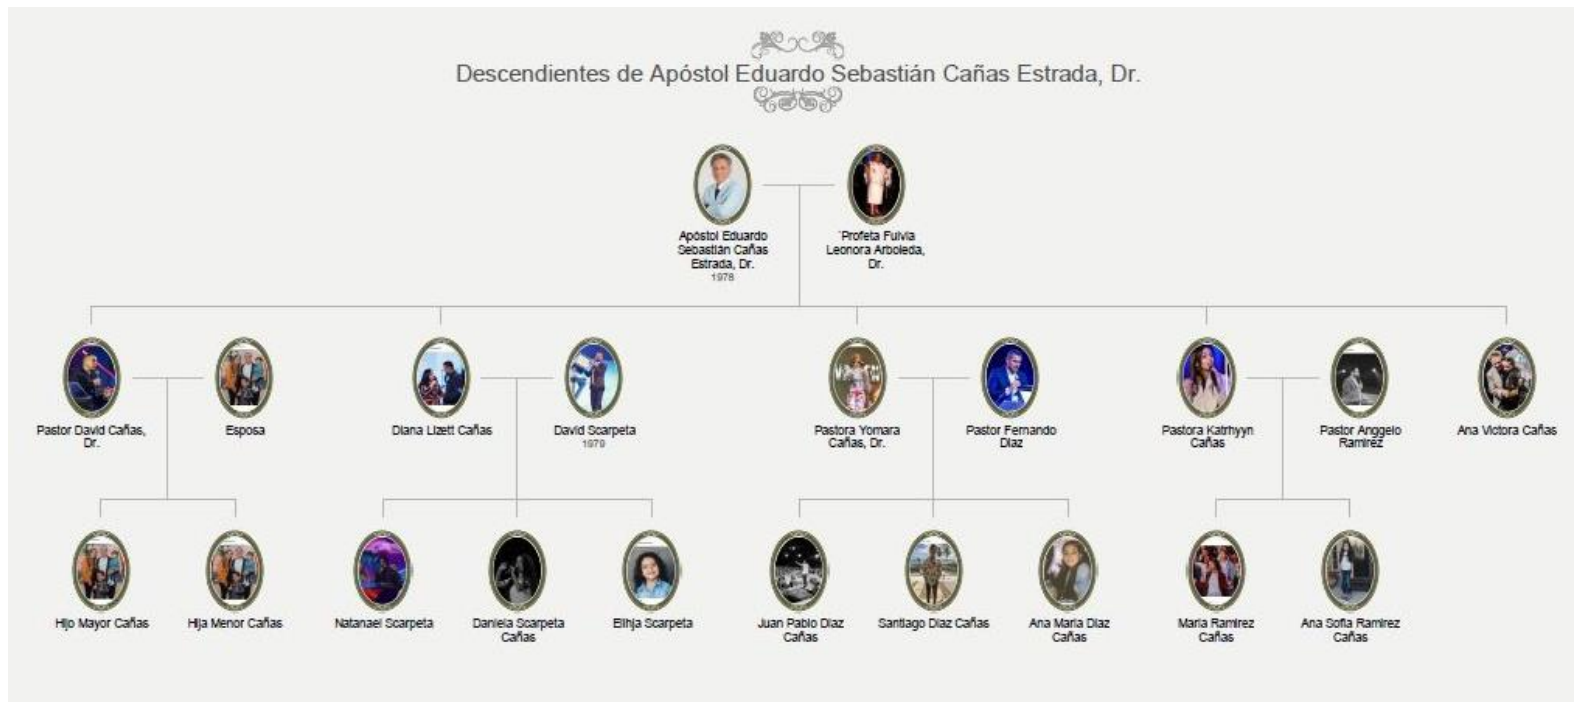 Descendientes de Apóstol Eduardo Sebastián Cañas Estrada, Dr.
Apóstol Eduardo
Sebastián Cañas
Estrada, Dr.
1978
`Profeta Fulvia
Leonora Arboleda,
Dr.
Pastor David Cañas,
Dr.
Esposa
Diana Lizett Cañas
David Scarpeta
1979
Pastora Yomara
Cañas, Dr.
Pastor Fernando
Diaz
Pastora Katrhyyn
Cañas
Pastor Anggelo
Ramirez
Ana Victora Cañas
Hijo Mayor Cañas
Hija Menor Cañas
Natanael Scarpeta
Daniela Scarpeta
Cañas
Elihja Scarpeta
Juan Pablo Diaz
Cañas
Santiago Diaz Cañas
Ana Maria Diaz
Cañas
Maria Ramirez
Cañas
Ana Sofia Ramirez
Cañas